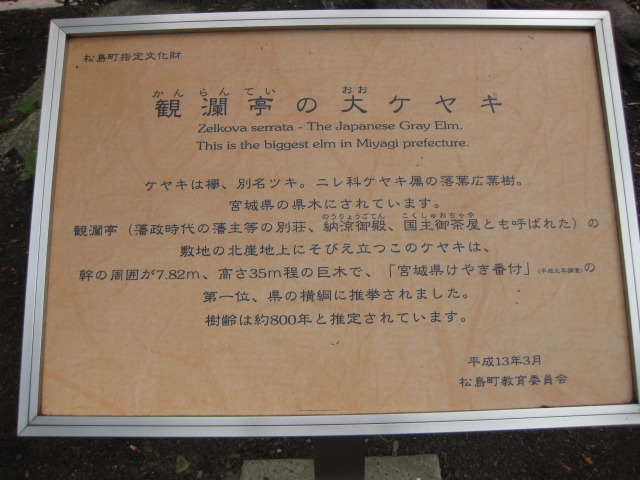 松島町指定文化財
かんらんてい おお
観瀾亭の大ケヤキ
Zelkova serrata - The Japanese Gray Elm.
This is the biggest elm in Miyagi prefecture.
ケヤキは欅、別名ツキ。ニレ科ケヤキ属の落葉広葉樹。
宮城県の県木にされています。
のうりょうごてん こくしゅおちゃや
観瀾亭（藩政時代の藩主等の別荘、納涼御殿、国主御茶屋とも呼ばれた）の
敷地の北崖地上にそびえ立つこのケヤキは、
幹の周囲が7.82m、高さ35m程の巨木で、「宮城県けやき番付」(平成元年調査)の
第一位、県の横綱に推挙されました。
樹齢は約800年と推定されています。
平成13年3月
松島町教育委員会